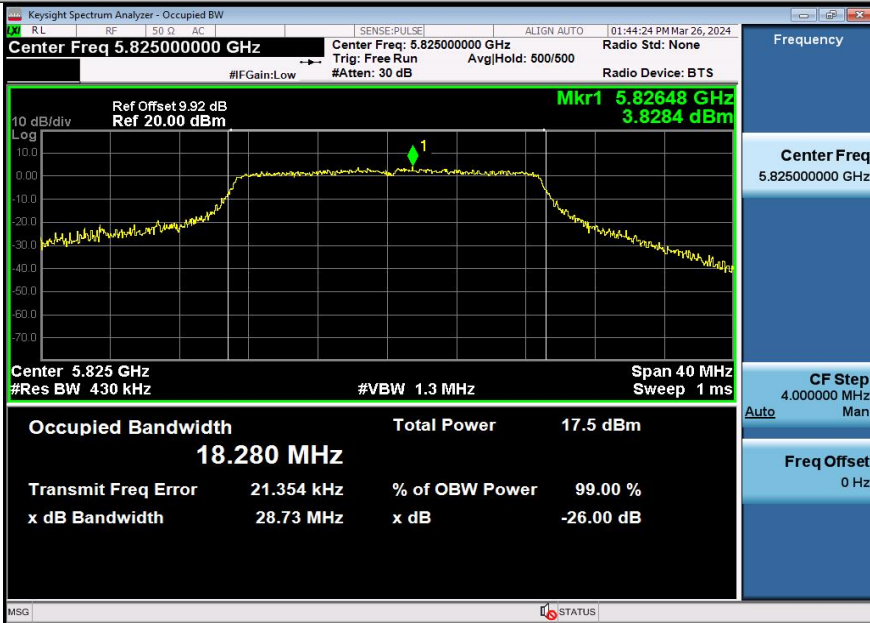 Keysight Spectrum Analyzer - Occupied BW
LXI RL RF 50 Ω AC SENSE:PULSE ALIGN AUTO 01:44:24 PM Mar 26, 2024
Center Freq 5.825000000 GHz
Center Freq: 5.825000000 GHz Radio Std: None
Trig: Free Run Avg|Hold: 500/500
#IFGain:Low #Atten: 30 dB Radio Device: BTS
Frequency
Mkr1 5.82648 GHz
3.8284 dBm
Ref Offset 9.92 dB
10 dB/div Ref 20.00 dBm
Log
10.0
0.00
-10.0
-20.0
-30.0
-40.0
-50.0
-60.0
-70.0
1
Center 5.825 GHz Span 40 MHz
#Res BW 430 kHz #VBW 1.3 MHz Sweep 1 ms
Occupied Bandwidth Total Power 17.5 dBm
18.280 MHz
Transmit Freq Error 21.354 kHz % of OBW Power 99.00 %
x dB Bandwidth 28.73 MHz x dB -26.00 dB
Center Freq
5.825000000 GHz
CF Step
4.000000 MHz
Auto Man
Freq Offset
0 Hz
MSG STATUS